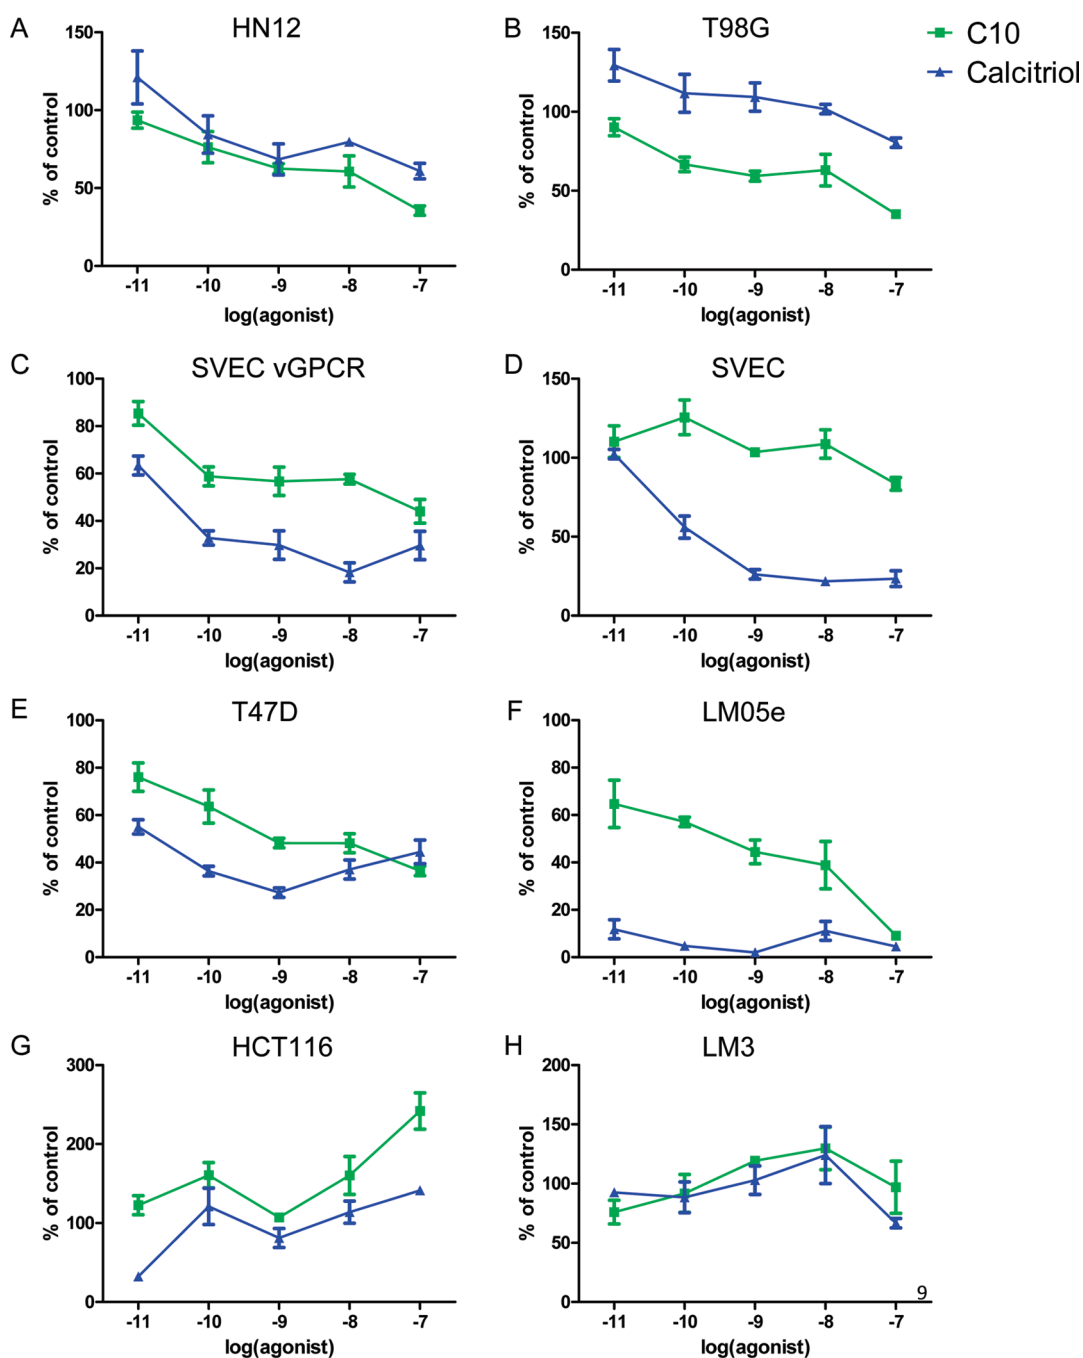 A HN12
150
100
50
0
% of control
-11 -10 -9 -8 -7
log(agonist)
B T98G
150
100
50
0
% of control
-11 -10 -9 -8 -7
log(agonist)
C10
Calcitriol
C SVEC vGPCR
100
80
60
40
20
0
% of control
-11 -10 -9 -8 -7
log(agonist)
D SVEC
150
100
50
0
% of control
-11 -10 -9 -8 -7
log(agonist)
E T47D
100
80
60
40
20
0
% of control
-11 -10 -9 -8 -7
log(agonist)
F LM05e
100
80
60
40
20
0
% of control
-11 -10 -9 -8 -7
log(agonist)
G HCT116
300
200
100
0
% of control
-11 -10 -9 -8 -7
log(agonist)
H LM3
200
150
100
50
0
% of control
-11 -10 -9 -8 -7
log(agonist)
9